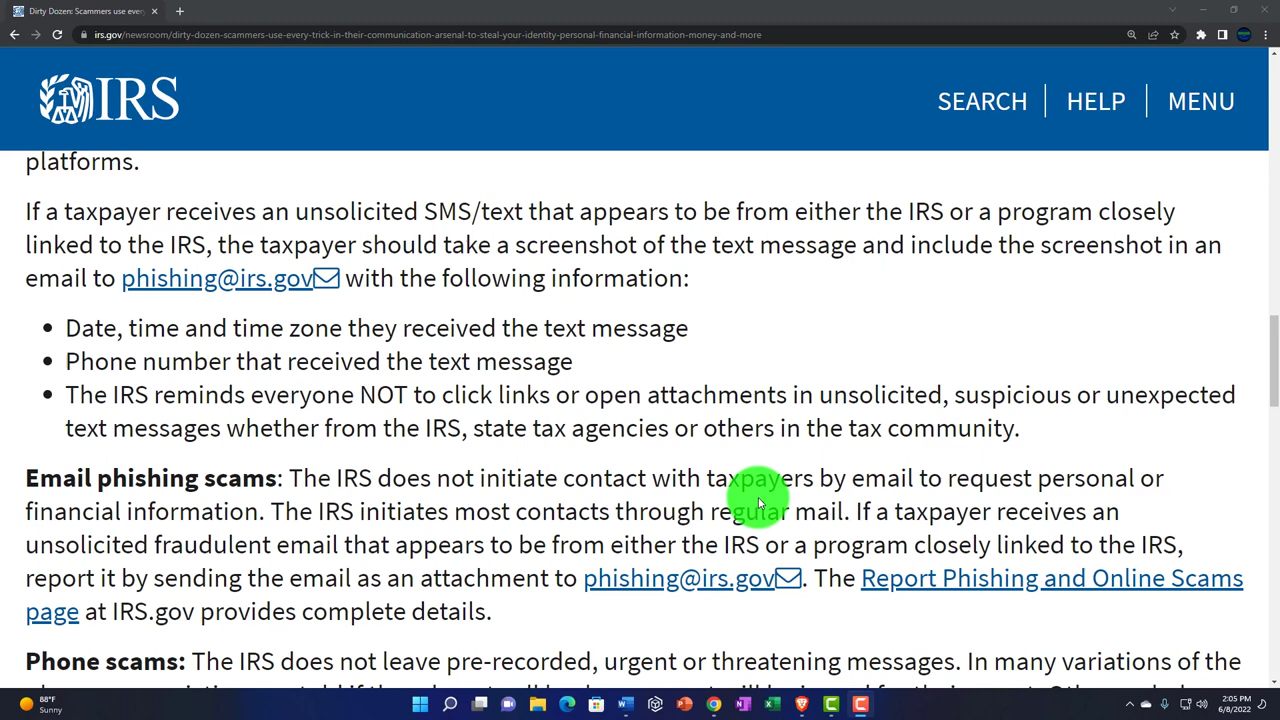 Dirty Dozen: Scammers use every
irs.gov/newsroom/dirty-dozen-scammers-use-every-trick-in-their-communication-arsenal-to-steal-your-identity-personal-financial-information-money-and-more
IRS
SEARCH
HELP
MENU
platforms.
If a taxpayer receives an unsolicited SMS/text that appears to be from either the IRS or a program closely
linked to the IRS, the taxpayer should take a screenshot of the text message and include the screenshot in an
email to phishing@irs.gov with the following information:
• Date, time and time zone they received the text message
• Phone number that received the text message
• The IRS reminds everyone NOT to click links or open attachments in unsolicited, suspicious or unexpected
text messages whether from the IRS, state tax agencies or others in the tax community.
Email phishing scams: The IRS does not initiate contact with taxpayers by email to request personal or
financial information. The IRS initiates most contacts through regular mail. If a taxpayer receives an
unsolicited fraudulent email that appears to be from either the IRS or a program closely linked to the IRS,
report it by sending the email as an attachment to phishing@irs.gov. The Report Phishing and Online Scams
page at IRS.gov provides complete details.
Phone scams: The IRS does not leave pre-recorded, urgent or threatening messages. In many variations of the
88°F
Sunny
2:05 PM
6/8/2022